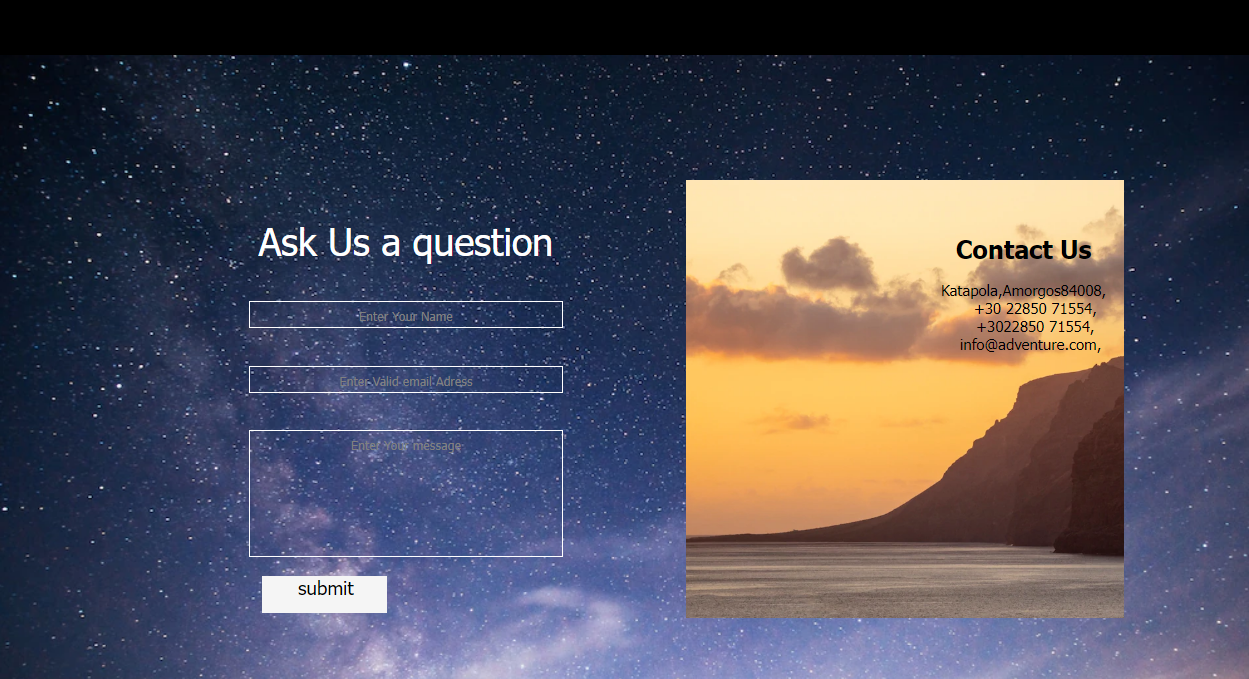 Ask Us a question
Enter Your Name
Enter Valid email Adress
Enter Your message
submit
Contact Us
Katapola,Amorgos84008,
+30 22850 71554,
+3022850 71554,
info@adventure.com,